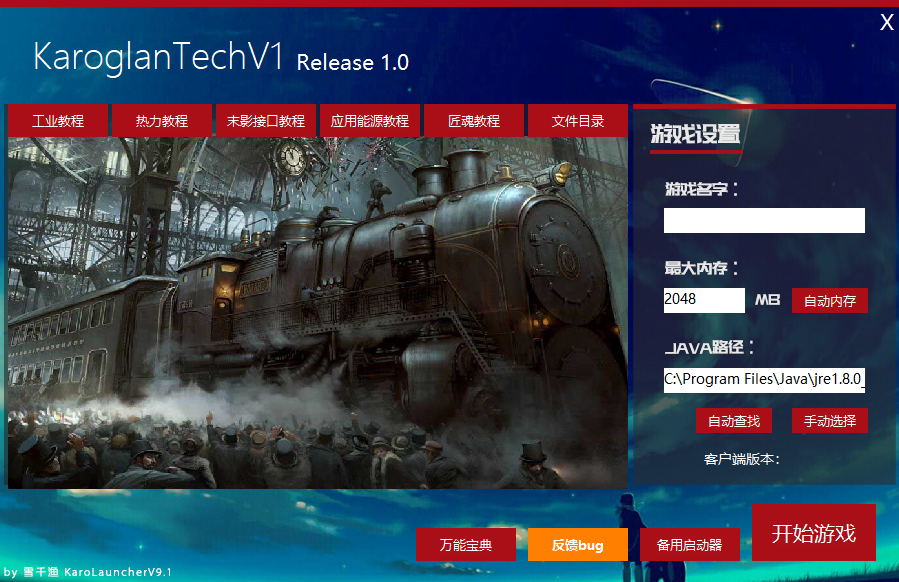 X
KaroglanTechV1 Release 1.0
工业教程 热力教程 末影接口教程 应用能源教程 匠魂教程 文件目录
游戏设置
游戏名字：
最大内存：
2048 MB 自动内存
JAVA路径：
C:\Program Files\Java\jre1.8.0_
自动查找 手动选择
客户端版本：
万能宝典 反馈bug 备用启动器 开始游戏
by 雪千渔 KaroLauncherV9.1